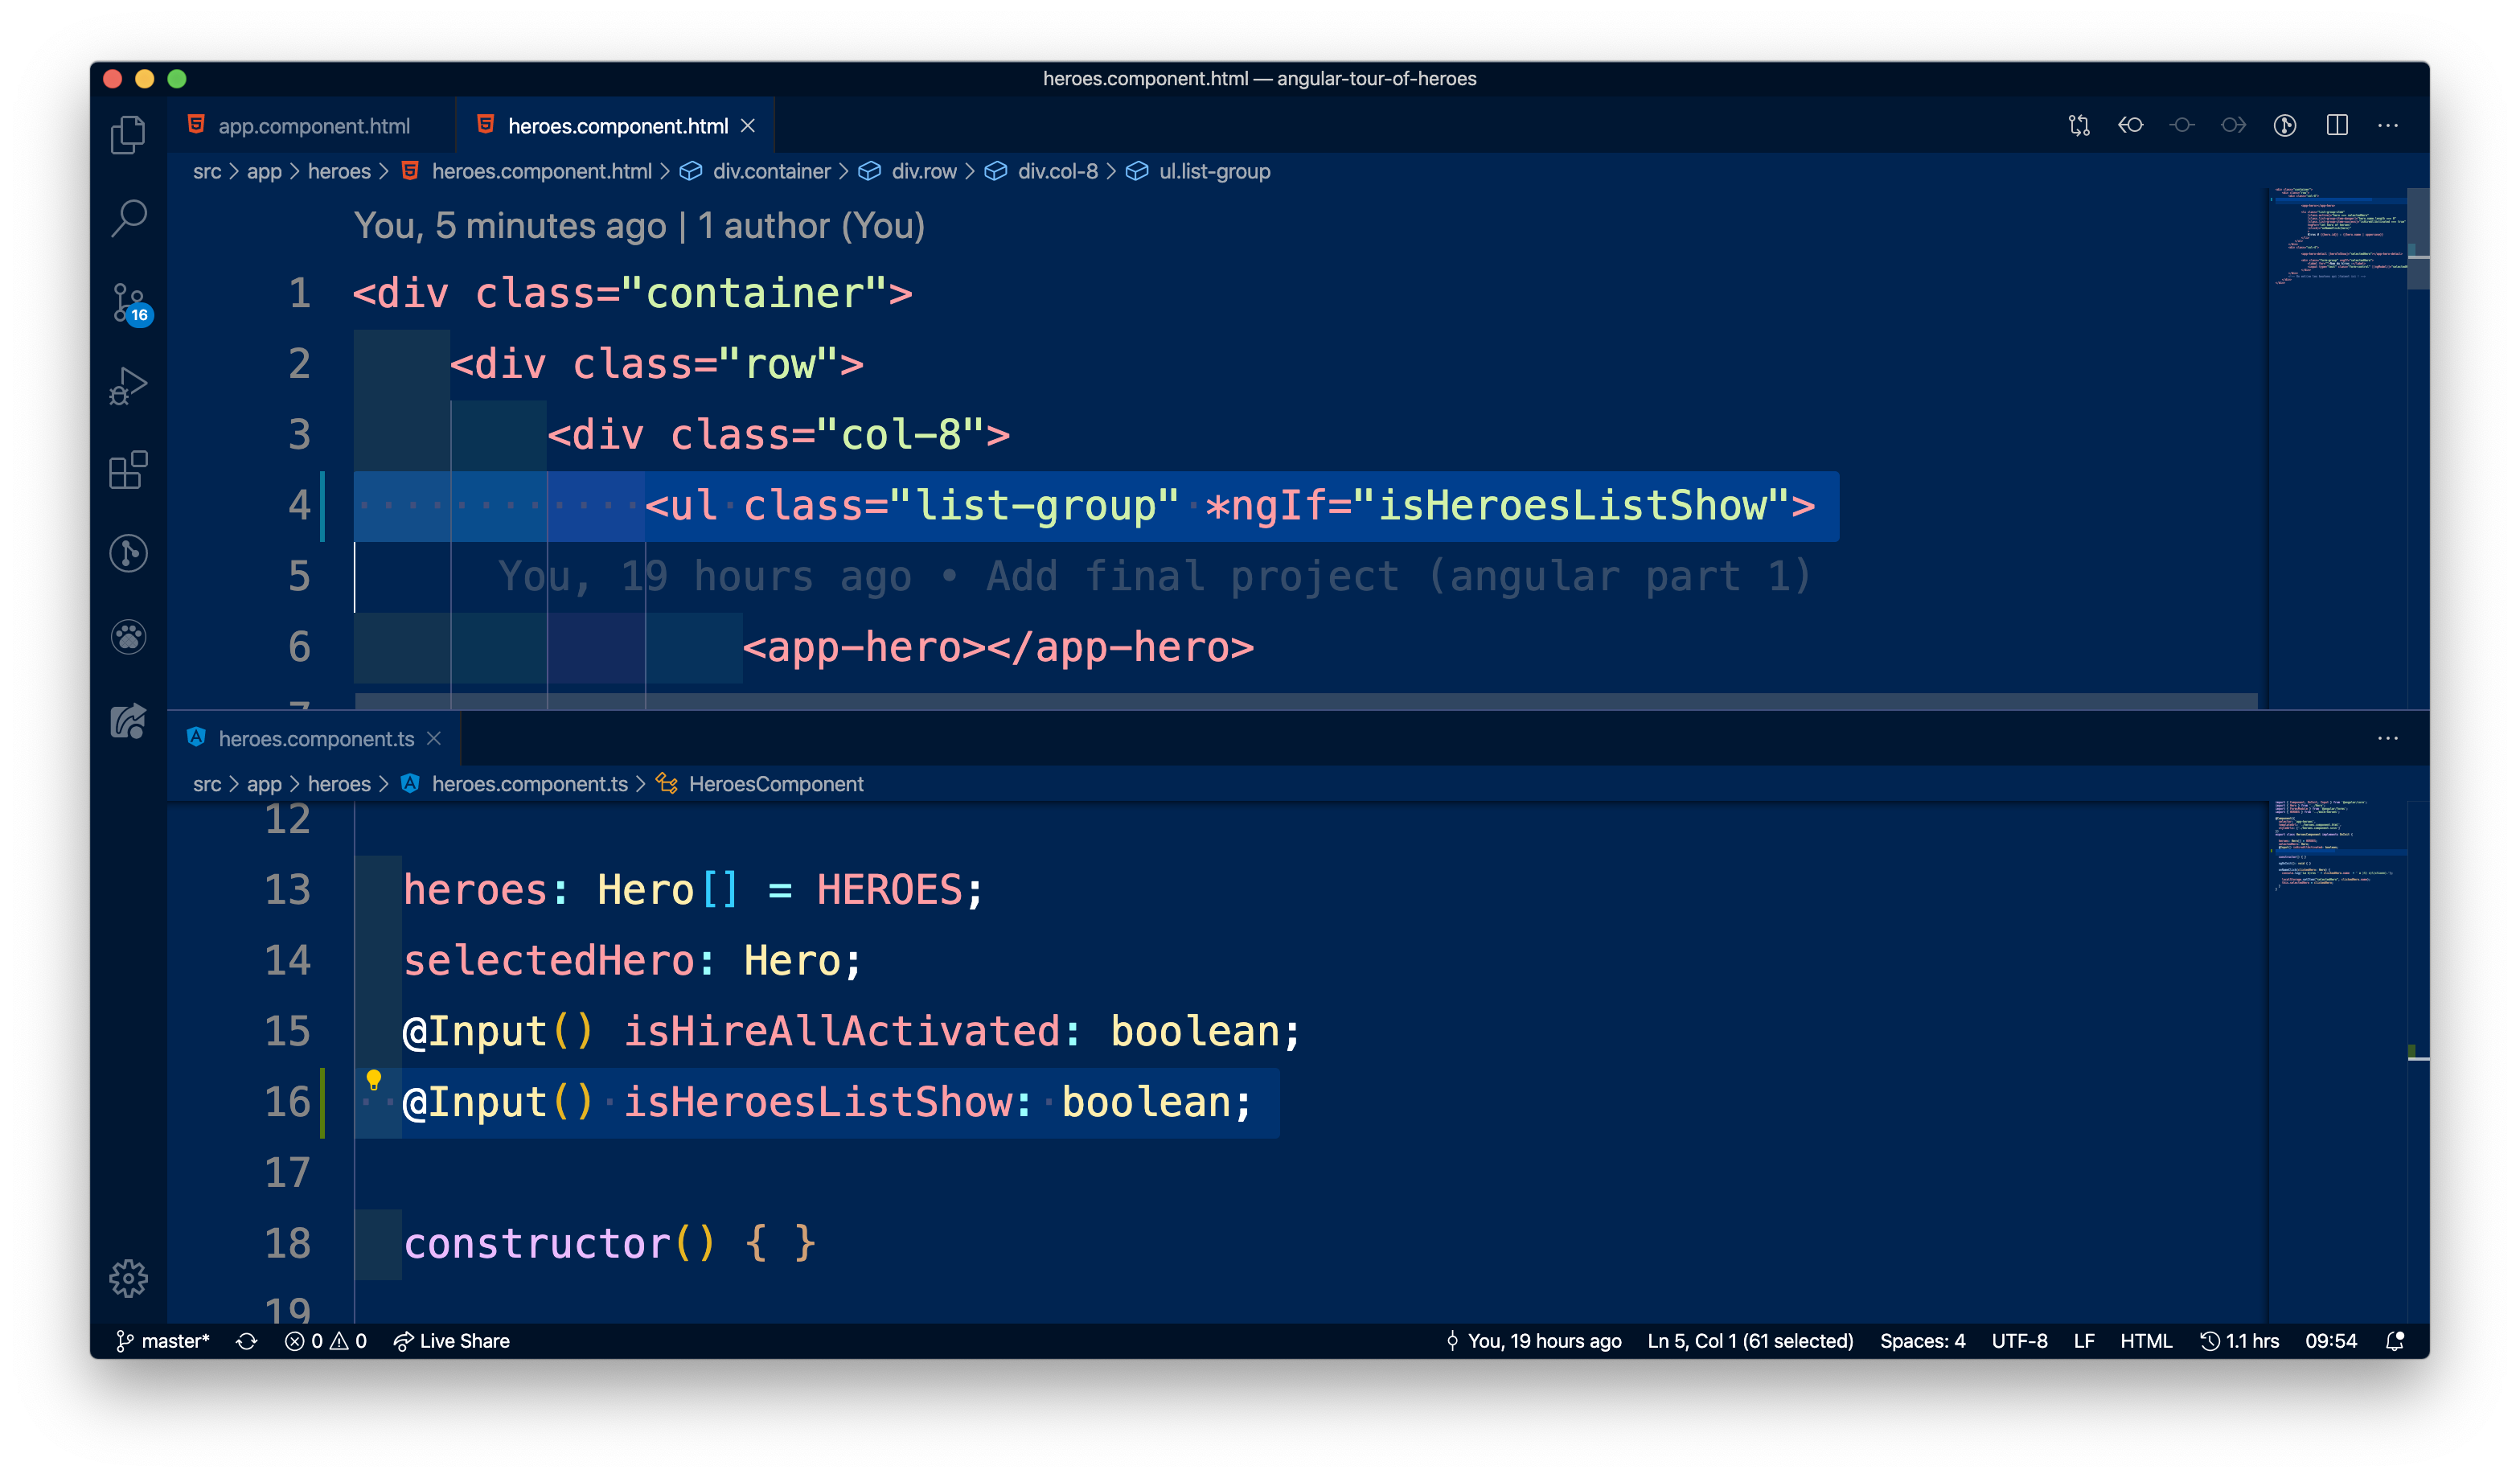 heroes.component.html — angular-tour-of-heroes
app.component.html
heroes.component.html
src > app > heroes > heroes.component.html > div.container > div.row > div.col-8 > ul.list-group
You, 5 minutes ago | 1 author (You)
1 <div class="container">
2 <div class="row">
16
3 <div class="col-8">
4 <ul class="list-group" *ngIf="isHeroesListShow">
5 You, 19 hours ago • Add final project (angular part 1)
6 <app-hero></app-hero>
7
heroes.component.ts
src > app > heroes > heroes.component.ts > HeroesComponent
12
13 heroes: Hero[] = HEROES;
14 selectedHero: Hero;
15 @Input() isHireAllActivated: boolean;
16 @Input() isHeroesListShow: boolean;
17
18 constructor() { }
19
master* 0 0 Live Share You, 19 hours ago Ln 5, Col 1 (61 selected) Spaces: 4 UTF-8 LF HTML 1.1 hrs 09:54